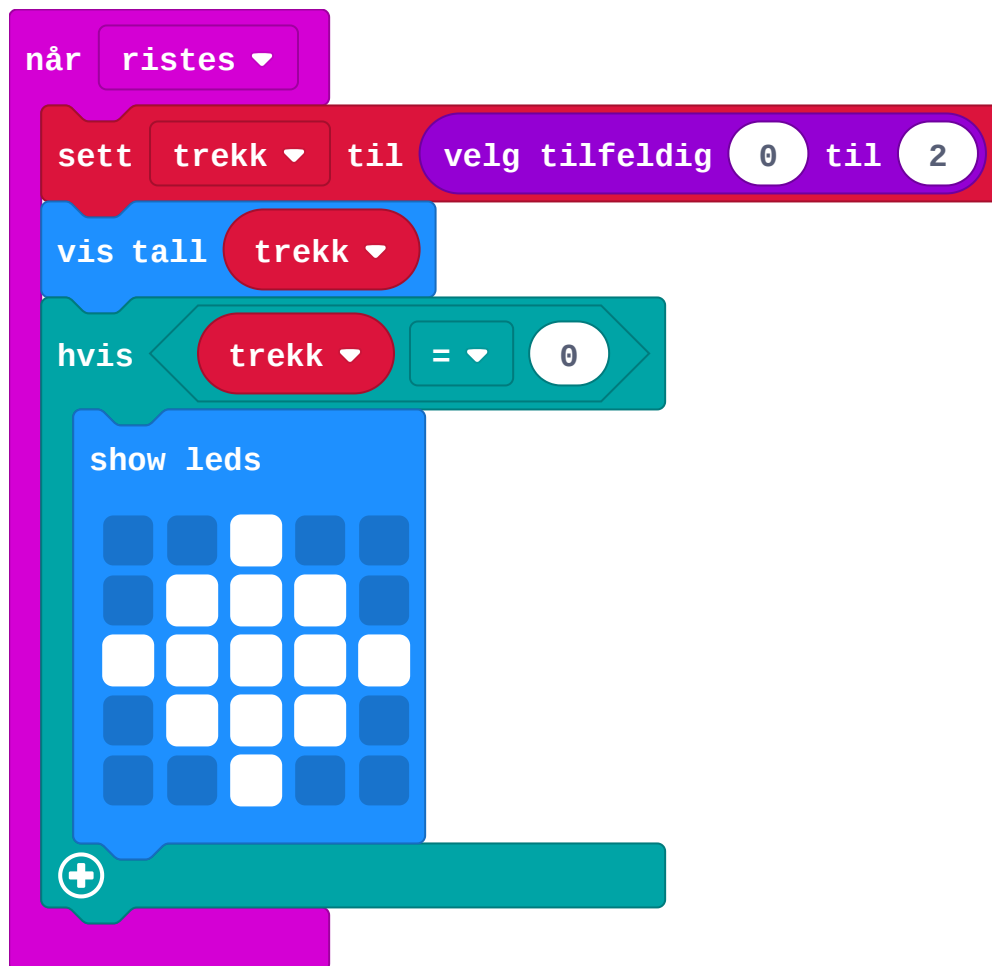 når ristes
sett trekk til velg tilfeldig 0 til 2
vis tall trekk
hvis trekk = 0
show leds